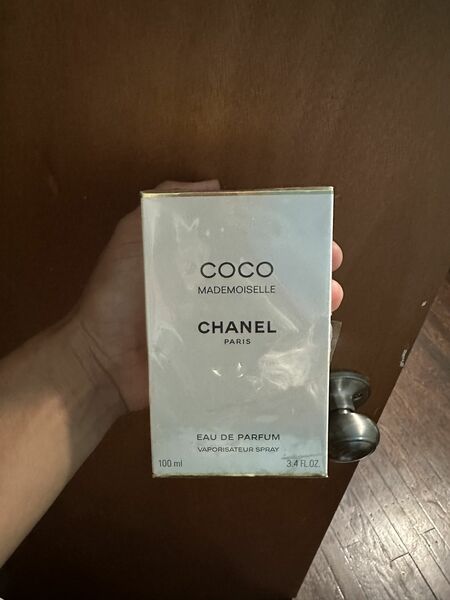 COCO
MADEMOISELLE
CHANEL
PARIS
EAU DE PARFUM
VAPORISATEUR SPRAY
100 ml 3.4 FL.OZ.